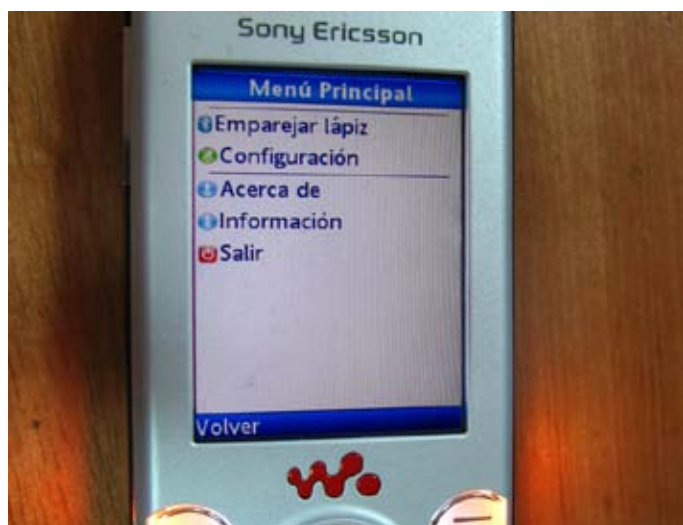 Sony Ericsson
Menú Principal
Emparejar lápiz
Configuración
Acerca de
Información
Salir
Volver